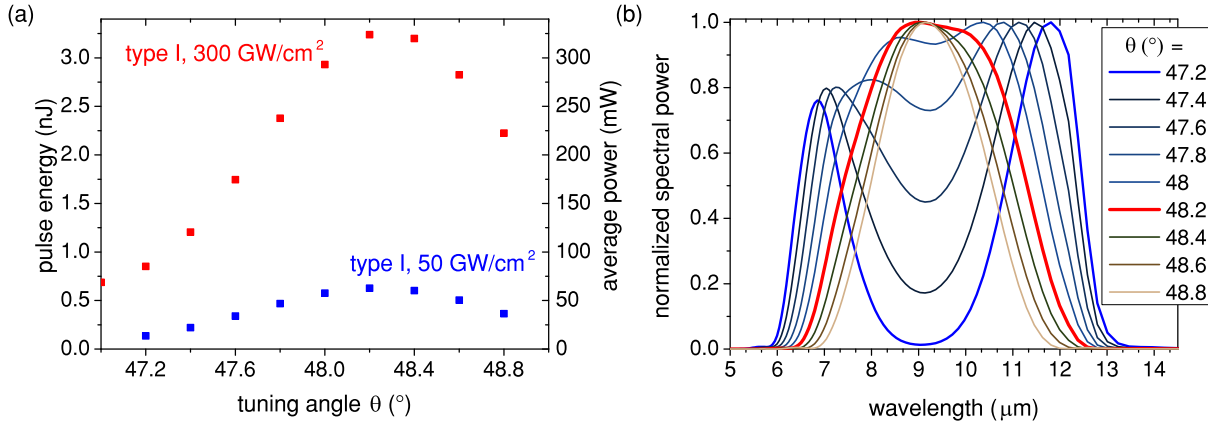 (a)
type I, 300 GW/cm²
type I, 50 GW/cm²
pulse energy (nJ)
3.0
2.5
2.0
1.5
1.0
0.5
0.0
average power (mW)
300
250
200
150
100
50
0
47.2 47.6 48.0 48.4 48.8
tuning angle θ (°)
(b)
normalized spectral power
1.0
0.8
0.6
0.4
0.2
0.0
5 6 7 8 9 10 11 12 13 14
wavelength (μm)
θ (°) =
47.2
47.4
47.6
47.8
48
48.2
48.4
48.6
48.8